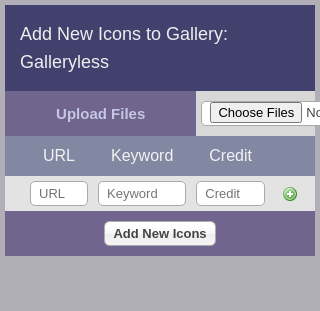 Add New Icons to Gallery:
Galleryless
Upload Files Choose Files No
URL Keyword Credit
URL Keyword Credit
Add New Icons